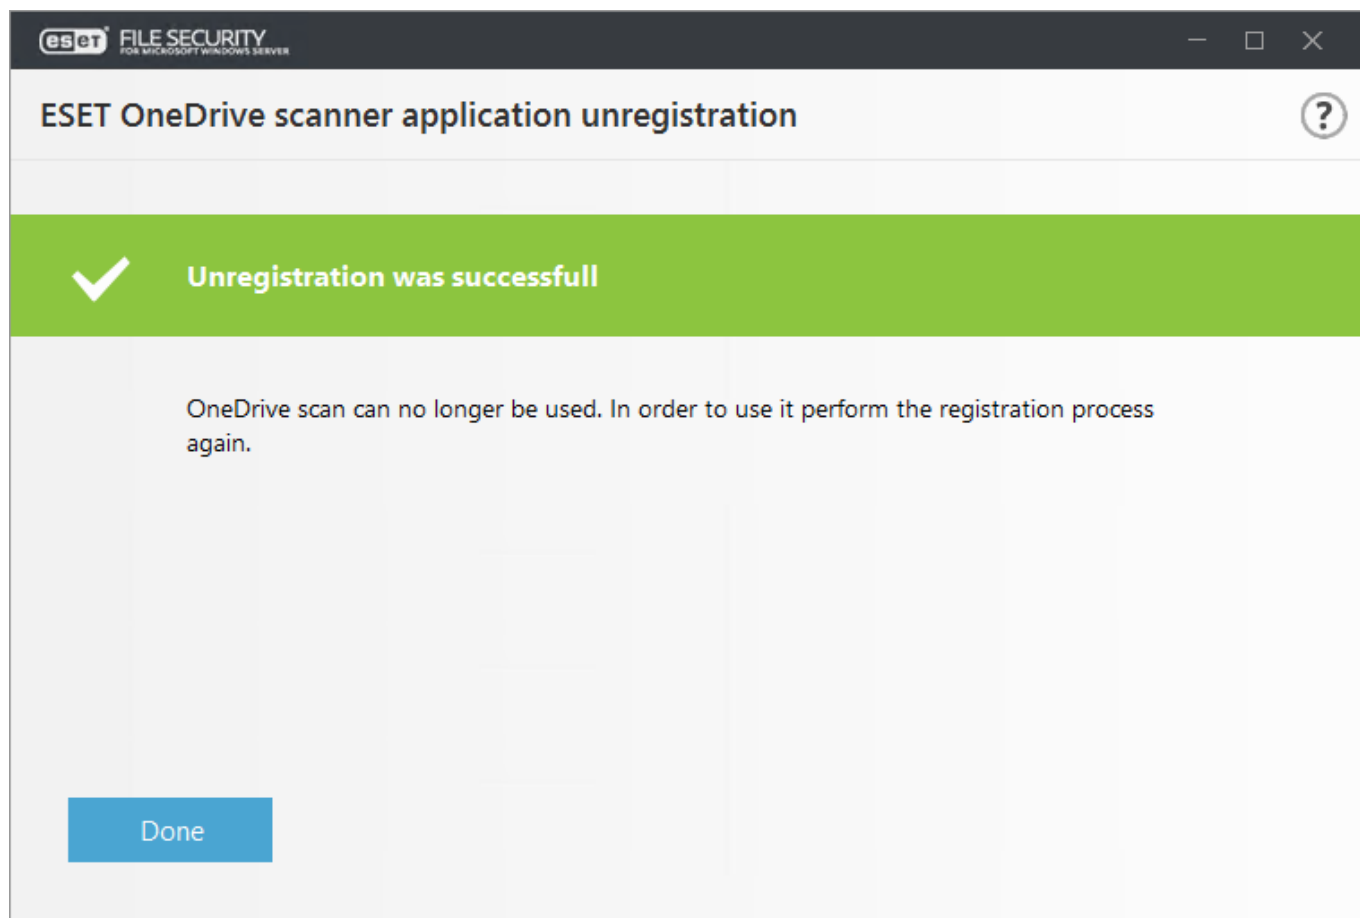 eset FILE SECURITY
FOR MICROSOFT WINDOWS SERVER
ESET OneDrive scanner application unregistration
?
Unregistration was successfull
OneDrive scan can no longer be used. In order to use it perform the registration process
again.
Done